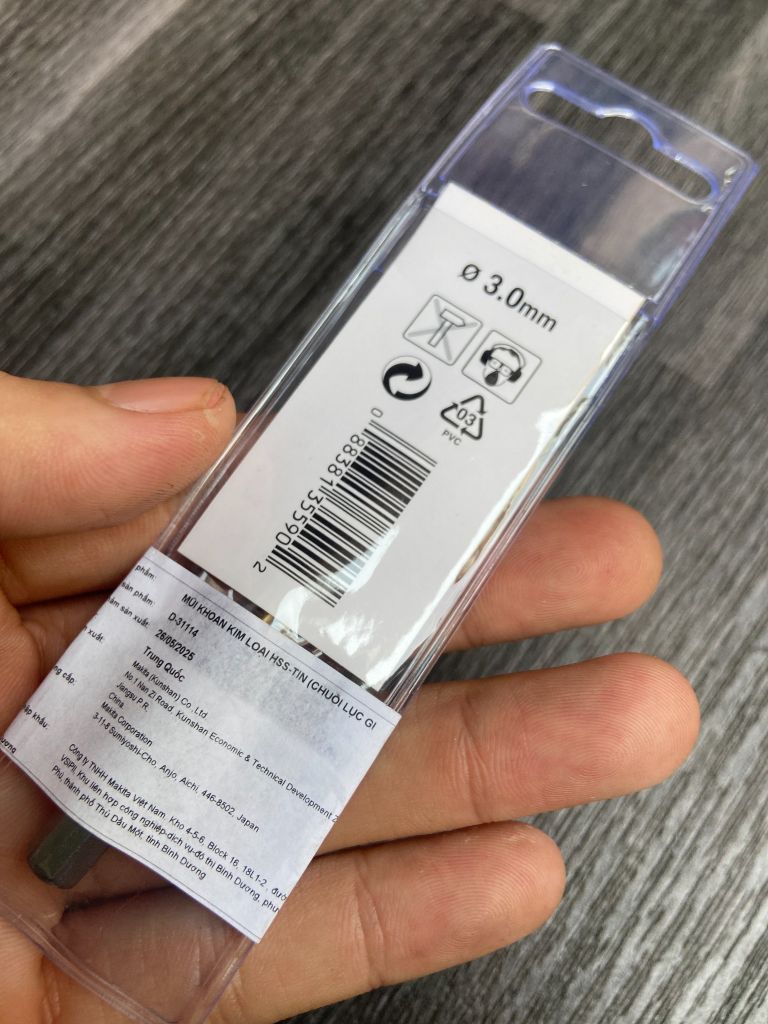 ø 3.0mm
03
PVC
0 88381 35590 2
phẩm: MŨI KHOAN KIM LOẠI HSS-TIN (CHUÔI LỤC GI
sản phẩm: D-31114
ăm sản xuất: 26/05/2025
xuất: Trung Quốc
Makita (Kunshan) Co.,Ltd
No.1 Nan Zi Road, Kunshan Economic & Technical Development Z
Jiangsu P.R.
China
ng cấp: Makita Corporation
3-11-8 Sumiyoshi-Cho, Anjo, Aichi, 446-8502, Japan
ập khẩu: Công ty TNHH Makita Việt Nam. Kho 4-5-6, Block 16, 18L1-2, đườ
VSIPII, Khu liên hợp công nghiệp-dịch vụ-đô thị Bình Dương, phư
Phú, thành phố Thủ Dầu Một, tỉnh Bình Dương
ương